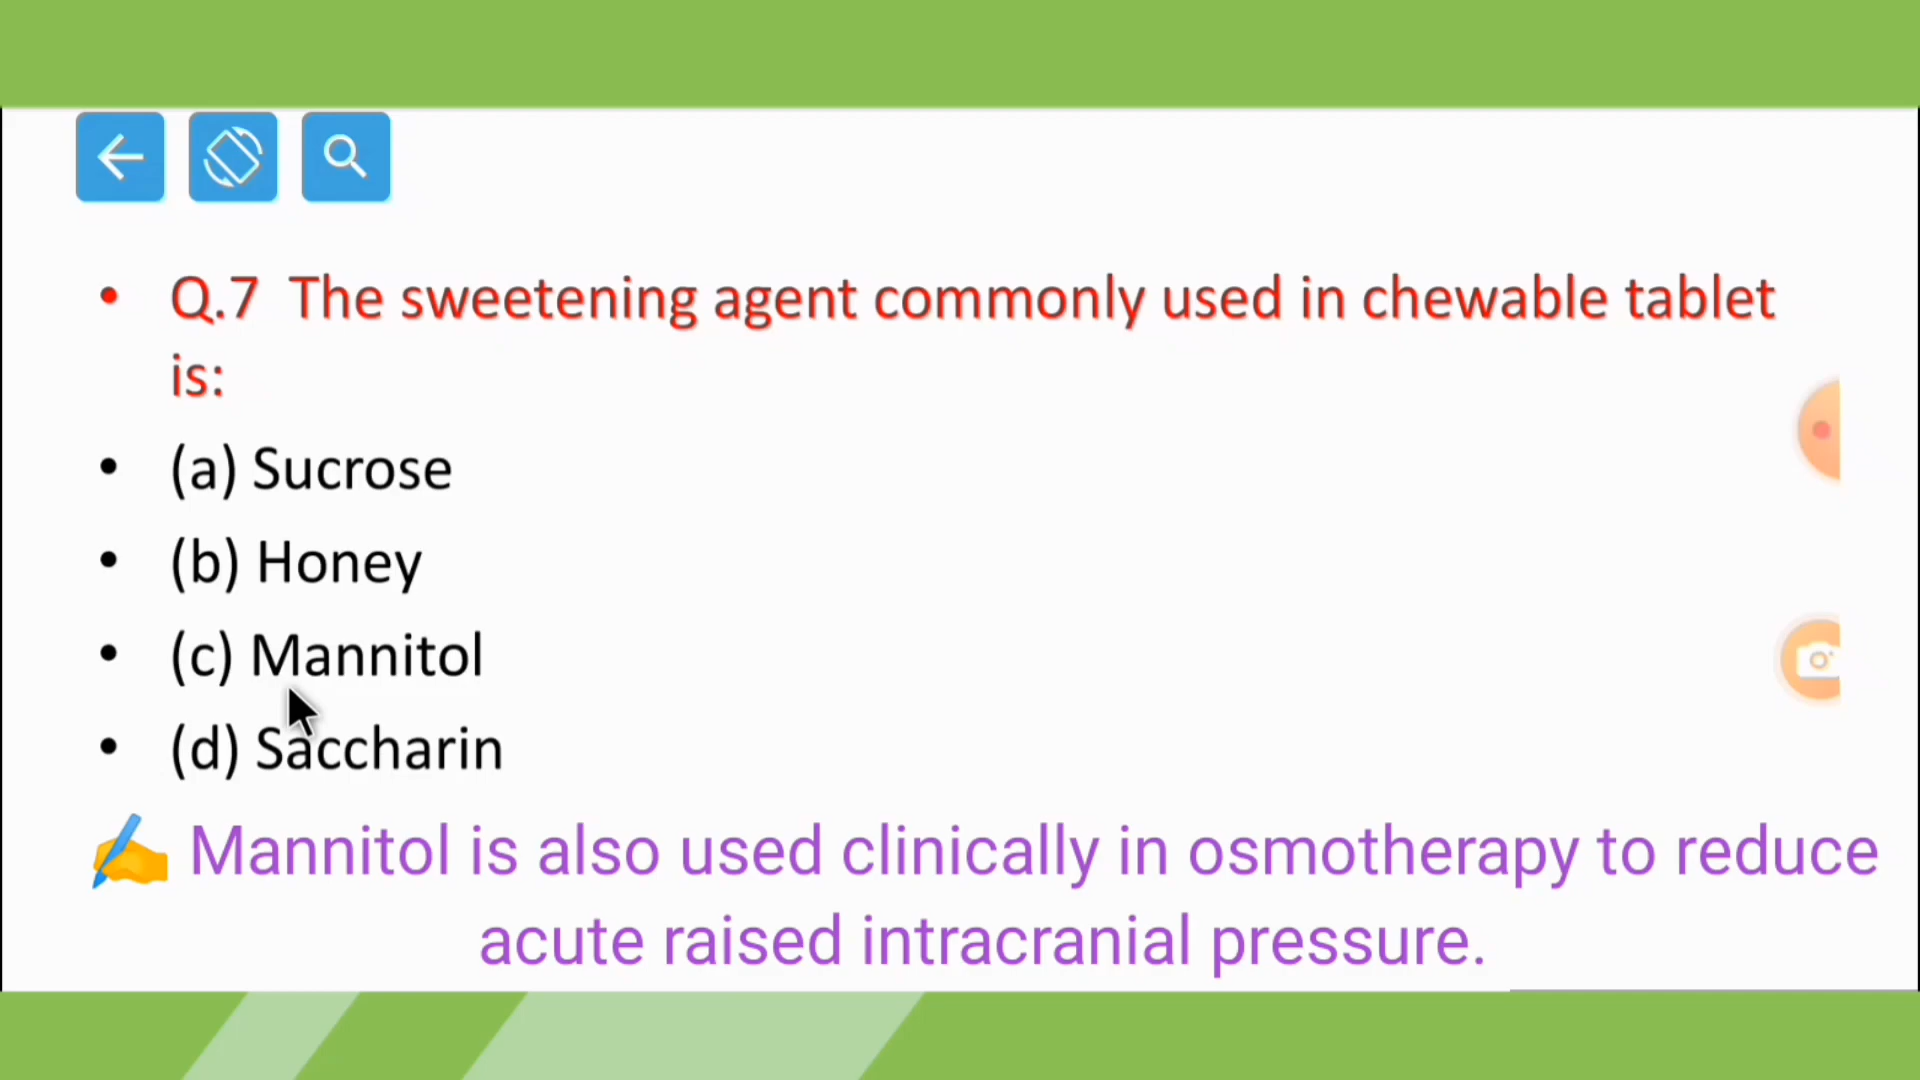 • Q.7 The sweetening agent commonly used in chewable tablet
is:
• (a) Sucrose
• (b) Honey
• (c) Mannitol
• (d) Saccharin
✍ Mannitol is also used clinically in osmotherapy to reduce
acute raised intracranial pressure.